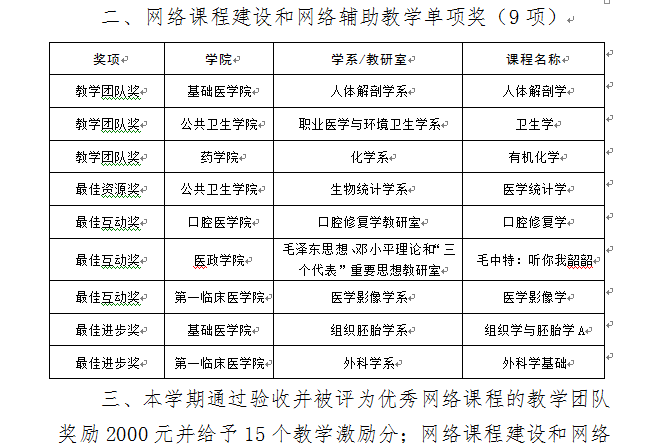 二、网络课程建设和网络辅助教学单项奖（9 项）
奖项 学院 学系/教研室 课程名称
教学团队奖 基础医学院 人体解剖学系 人体解剖学
教学团队奖 公共卫生学院 职业医学与环境卫生学系 卫生学
教学团队奖 药学院 化学系 有机化学
最佳资源奖 公共卫生学院 生物统计学系 医学统计学
最佳互动奖 口腔医学院 口腔修复学教研室 口腔修复学
最佳互动奖 医政学院 毛泽东思想、邓小平理论和“三
个代表”重要思想教研室 毛中特：听你我韶韶
最佳互动奖 第一临床医学院 医学影像学系 医学影像学
最佳进步奖 基础医学院 组织胚胎学系 组织学与胚胎学 A
最佳进步奖 第一临床医学院 外科学系 外科学基础
三、本学期通过验收并被评为优秀网络课程的教学团队
奖励 2000 元并给予 15 个教学激励分；网络课程建设和网络